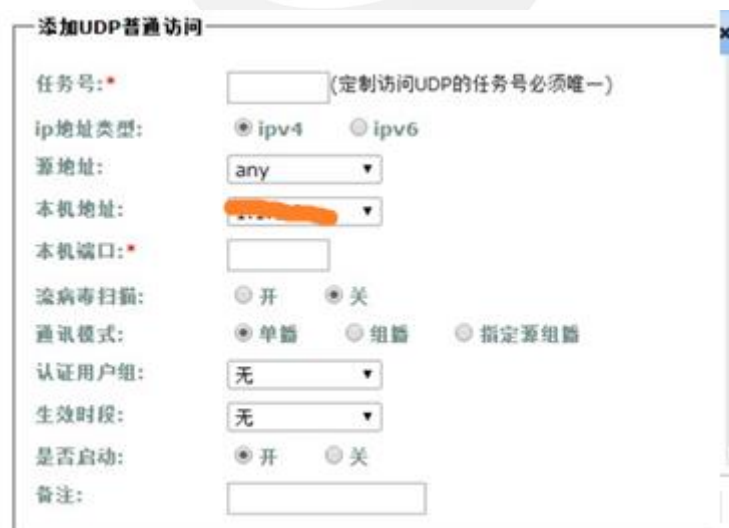 添加UDP普通访问
任务号:* (定制访问UDP的任务号必须唯一)
ip地址类型: ipv4 ipv6
源地址: any
本机地址:
本机端口:*
流病毒扫描: 开 关
通讯模式: 单播 组播 指定源组播
认证用户组: 无
生效时段: 无
是否启动: 开 关
备注: